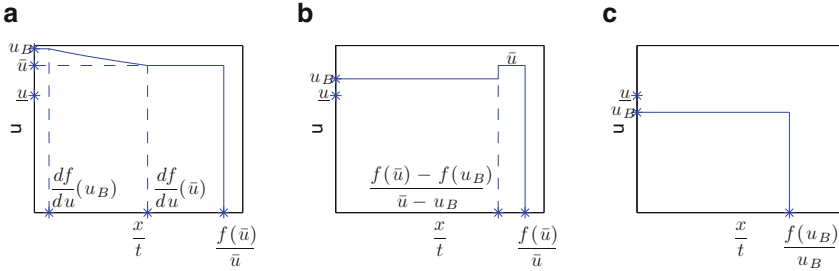 a
u_B
ū
u̲
u
df/du(u_B)
df/du(ū)
x/t
f(ū)/ū
b
u_B
u̲
u
ū
f(ū) − f(u_B)/ū − u_B
x/t
f(ū)/ū
c
u̲
u_B
u
x/t
f(u_B)/u_B